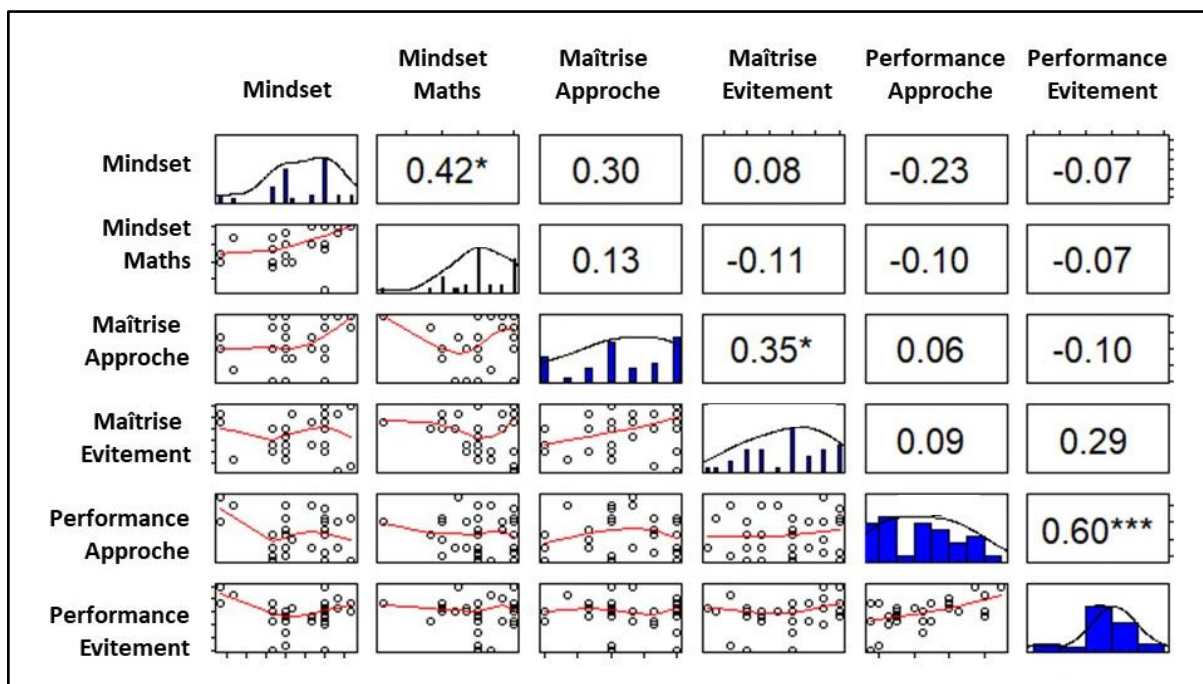 Mindset
Mindset Maths
Maîtrise Approche
Maîtrise Evitement
Performance Approche
Performance Evitement
Mindset
0.42*
0.30
0.08
-0.23
-0.07
Mindset
Maths
0.13
-0.11
-0.10
-0.07
Maîtrise
Approche
0.35*
0.06
-0.10
Maîtrise
Evitement
0.09
0.29
Performance
Approche
0.60***
Performance
Evitement